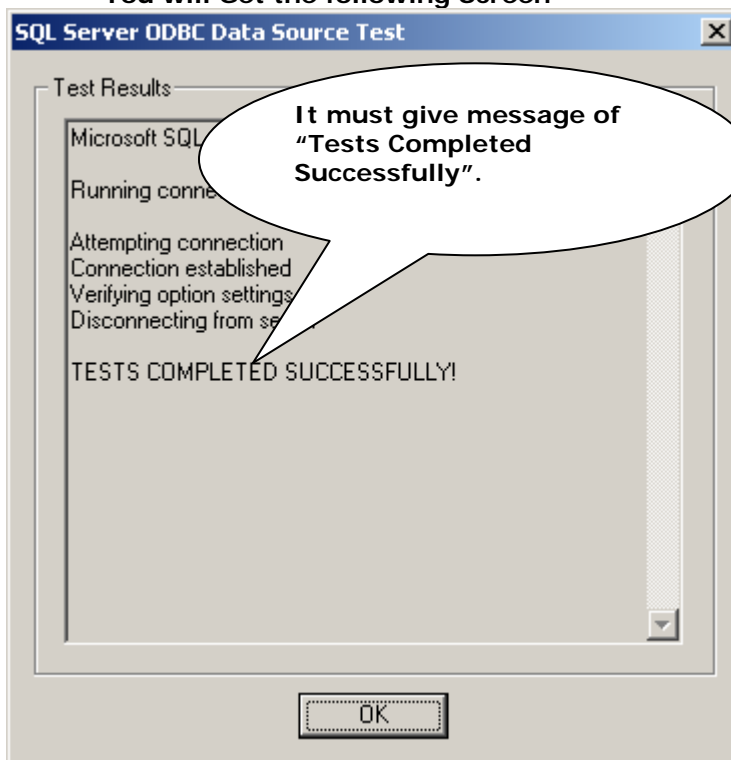 You will Get the following Screen
SQL Server ODBC Data Source Test
Test Results
It must give message of
“Tests Completed
Successfully”.
Microsoft SQL
Running
Attempting connection
Connection established
Verifying option settings
Disconnecting from
TESTS COMPLETED SUCCESSFULLY!
OK